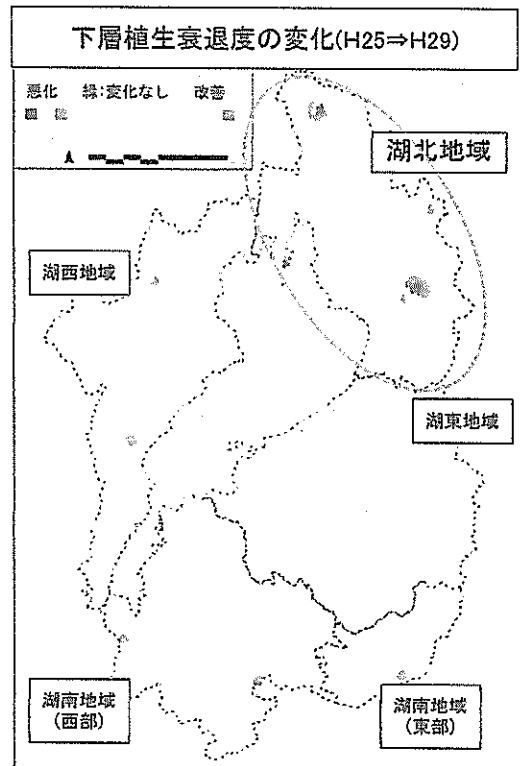 下層植生衰退度の変化(H25⇒H29)
悪化 緑:変化なし 改善
湖北地域
湖西地域
湖東地域
湖南地域
(西部)
湖南地域
(東部)